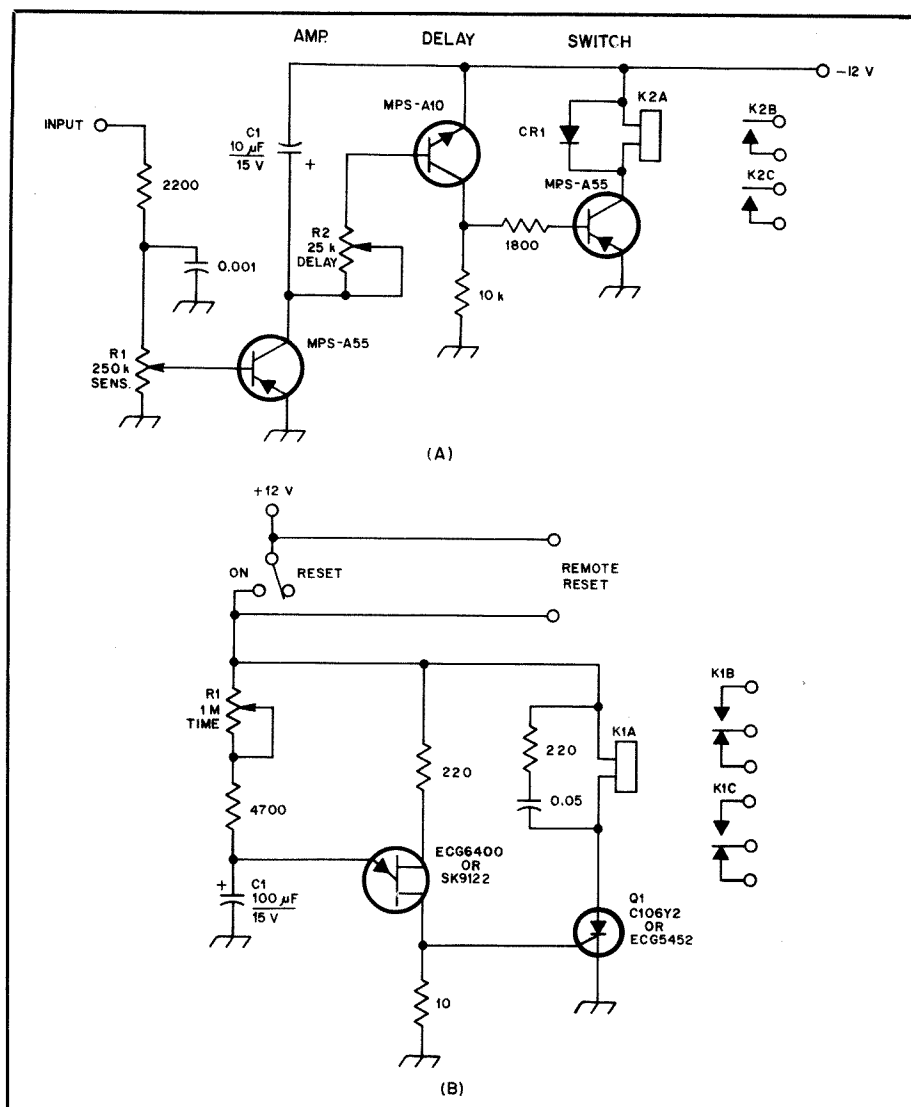 AMP.
DELAY
SWITCH
-12 V
K2A
MPS-A10
K2B
INPUT
C1
10 µF
15 V
+
CR1
K2C
MPS-A55
2200
R2
25 k
DELAY
1800
0.001
10 k
MPS-A55
R1
250 k
SENS.
(A)
+12 V
ON
RESET
REMOTE
RESET
K1B
R1
1 M
TIME
K1A
220
220
0.05
K1C
4700
ECG6400
OR
SK9122
+
C1
100 µF
15 V
Q1
C106Y2
OR
ECG5452
10
(B)